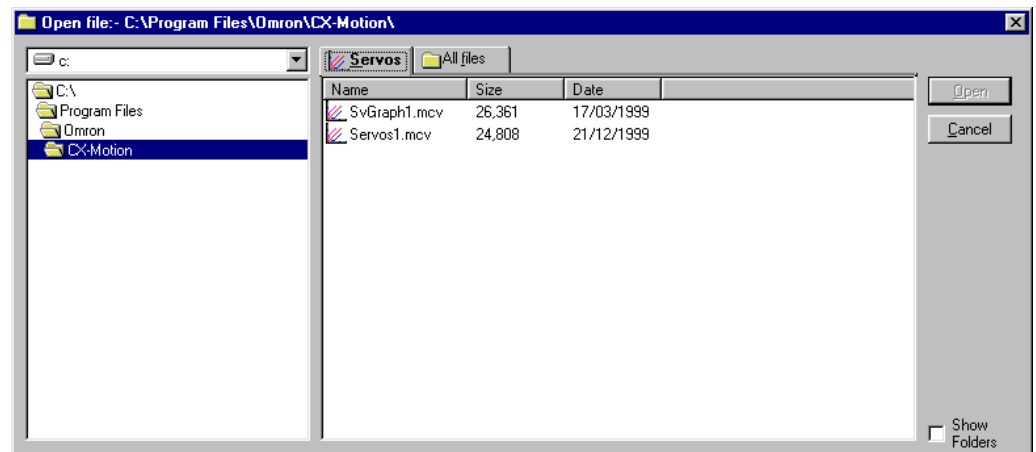 Open file:- C:\Program Files\Omron\CX-Motion\
c:
Servos
All files
C:\
Program Files
Omron
CX-Motion
Name Size Date
SvGraph1.mcv 26,361 17/03/1999
Servos1.mcv 24,808 21/12/1999
Open
Cancel
Show
Folders